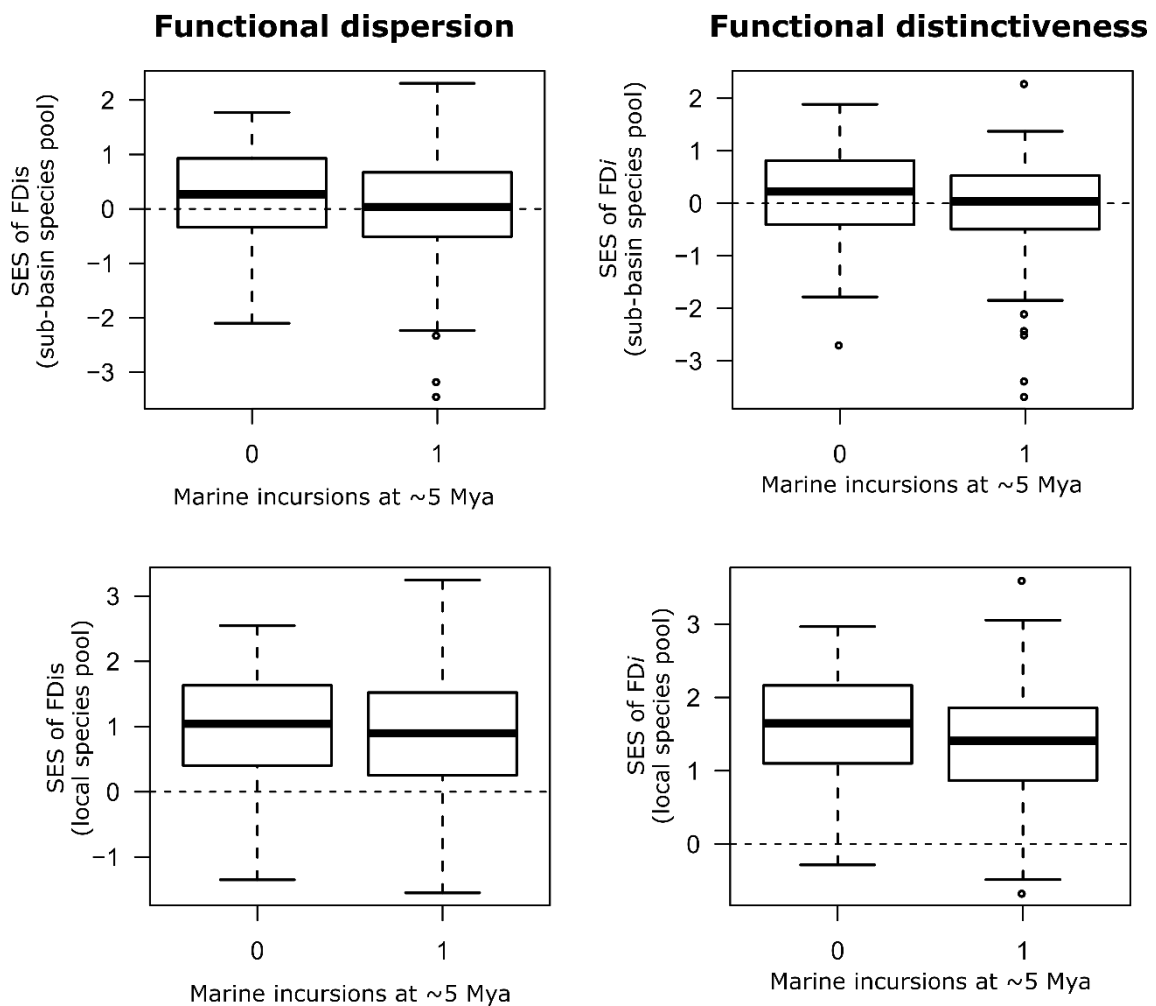 Functional dispersion
Functional distinctiveness
SES of FDis
(sub-basin species pool)
2
1
0
−1
−2
−3
0
1
Marine incursions at ~5 Mya
SES of FDi
(sub-basin species pool)
2
1
0
−1
−2
−3
0
1
Marine incursions at ~5 Mya
SES of FDis
(local species pool)
3
2
1
0
−1
0
1
Marine incursions at ~5 Mya
SES of FDi
(local species pool)
3
2
1
0
0
1
Marine incursions at ~5 Mya